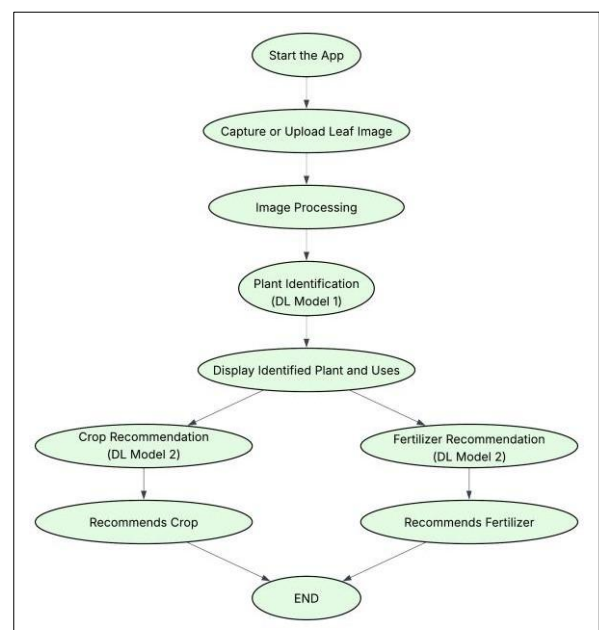 Start the App
Capture or Upload Leaf Image
Image Processing
Plant Identification
(DL Model 1)
Display Identified Plant and Uses
Crop Recommendation
(DL Model 2)
Fertilizer Recommendation
(DL Model 2)
Recommends Crop
Recommends Fertilizer
END